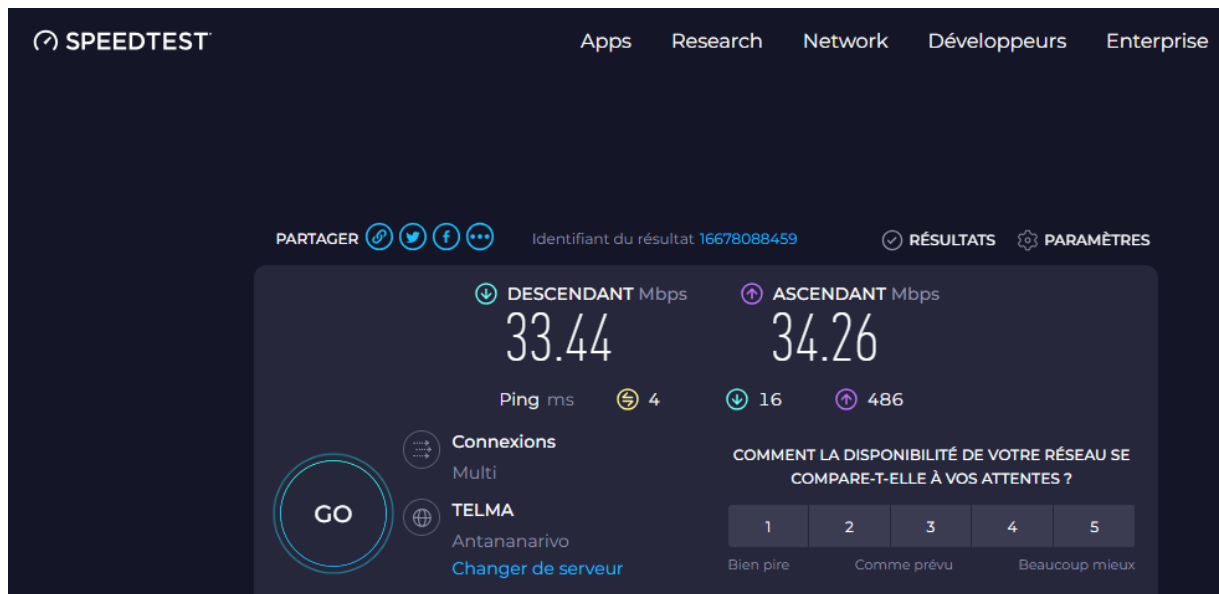 SPEEDTEST
Apps Research Network Développeurs Enterprise
PARTAGER Identifiant du résultat 16678088459 RÉSULTATS PARAMÈTRES
DESCENDANT Mbps ASCENDANT Mbps
33.44 34.26
Ping ms 4 16 486
Connexions
Multi
COMMENT LA DISPONIBILITÉ DE VOTRE RÉSEAU SE
COMPARE-T-ELLE À VOS ATTENTES ?
GO
TELMA
Antananarivo
Changer de serveur
1 2 3 4 5
Bien pire Comme prévu Beaucoup mieux